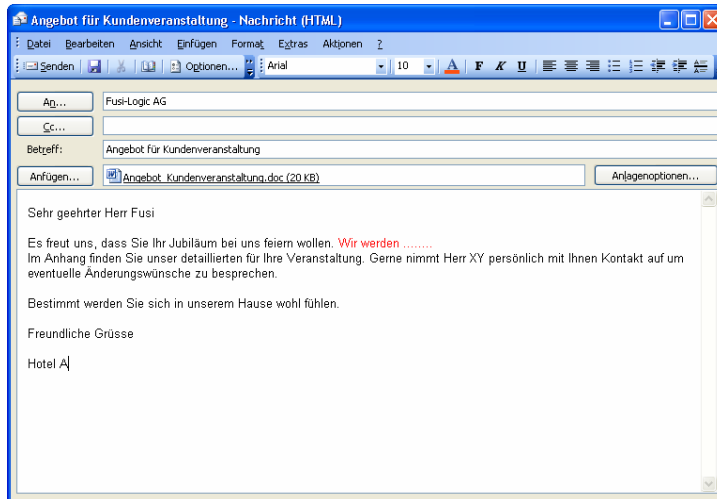 Angebot für Kundenveranstaltung - Nachricht (HTML)
Datei Bearbeiten Ansicht Einfügen Format Extras Aktionen ?
Senden Optionen... Arial 10 A F K U
An... Fusi-Logic AG
Cc...
Betreff: Angebot für Kundenveranstaltung
Anfügen... Angebot_Kundenveranstaltung.doc (20 KB) Anlagenoptionen...
Sehr geehrter Herr Fusi
Es freut uns, dass Sie Ihr Jubiläum bei uns feiern wollen. Wir werden ........
Im Anhang finden Sie unser detaillierten für Ihre Veranstaltung. Gerne nimmt Herr XY persönlich mit Ihnen Kontakt auf um
eventuelle Änderungswünsche zu besprechen.
Bestimmt werden Sie sich in unserem Hause wohl fühlen.
Freundliche Grüsse
Hotel A